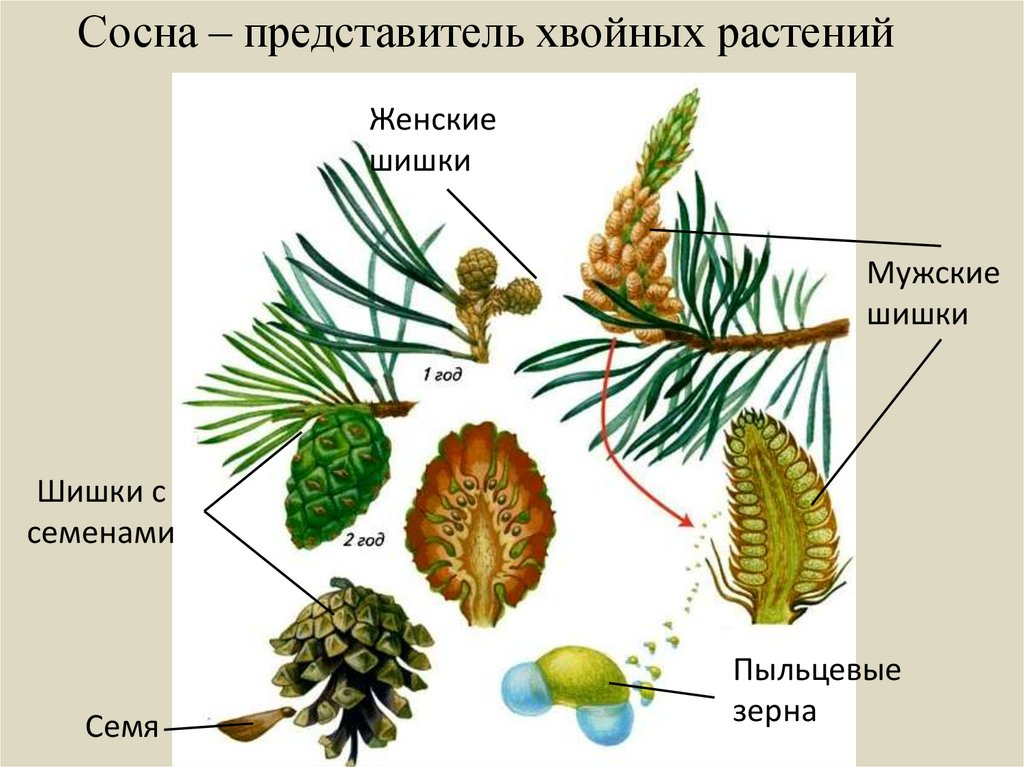 Сосна – представитель хвойных растений
Женские
шишки
Мужские
шишки
1 год
Шишки с
семенами
2 год
Пыльцевые
зерна
Семя